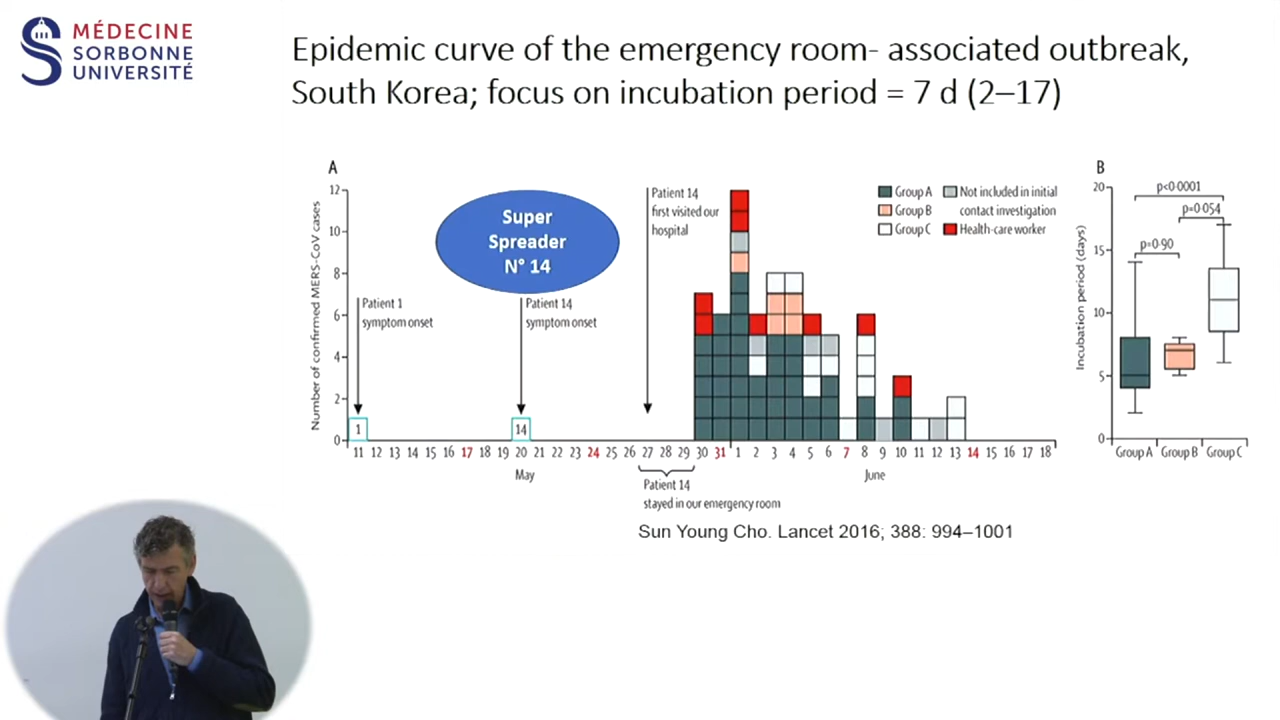 MÉDECINE
SORBONNE
UNIVERSITÉ
Epidemic curve of the emergency room- associated outbreak,
South Korea; focus on incubation period = 7 d (2–17)
A
Number of confirmed MERS-CoV cases
12
10
8
6
4
2
0
Super
Spreader
N° 14
Patient 1
symptom onset
Patient 14
symptom onset
Patient 14
first visited our
hospital
1
14
Group A
Group B
Group C
Not included in initial
contact investigation
Health-care worker
11 12 13 14 15 16 17 18 19 20 21 22 23 24 25 26 27 28 29 30 31 1 2 3 4 5 6 7 8 9 10 11 12 13 14 15 16 17 18
May
June
Patient 14
stayed in our emergency room
B
Incubation period (days)
20
15
10
5
0
p<0·0001
p=0·054
p=0·90
Group A Group B Group C
Sun Young Cho. Lancet 2016; 388: 994–1001